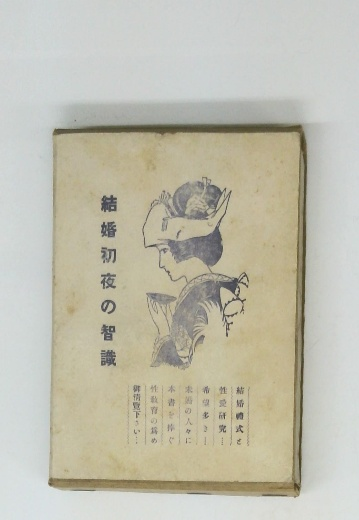 結婚初夜の智識
結婚禮式と
性愛研究…
希望多き…
未婚の人々に
本書を捧ぐ
性教育の為め
御清覽下さい…